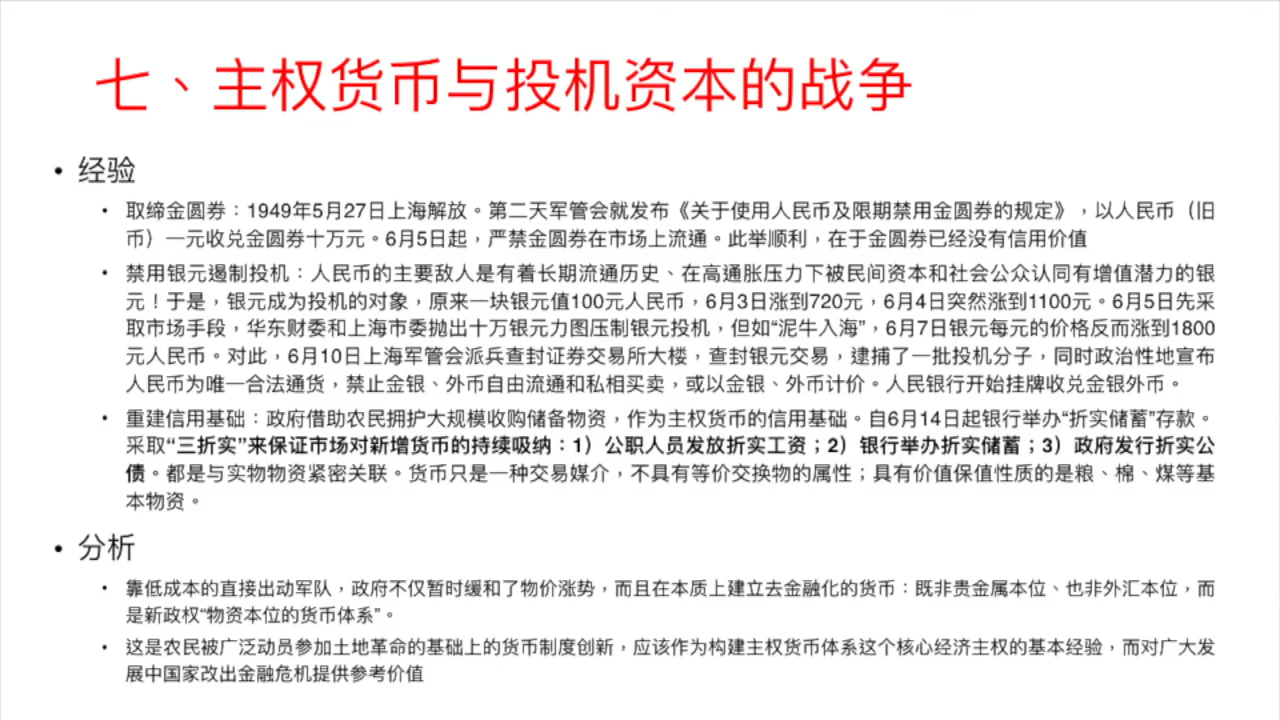 七、主权货币与投机资本的战争
• 经验
• 取缔金圆券：1949年5月27日上海解放。第二天军管会就发布《关于使用人民币及限期禁用金圆券的规定》，以人民币（旧
币）一元收兑金圆券十万元。6月5日起，严禁金圆券在市场上流通。此举顺利，在于金圆券已经没有信用价值
• 禁用银元遏制投机：人民币的主要敌人是有着长期流通历史、在高通胀压力下被民间资本和社会公众认同有增值潜力的银
元！于是，银元成为投机的对象，原来一块银元值100元人民币，6月3日涨到720元，6月4日突然涨到1100元。6月5日先采
取市场手段，华东财委和上海市委抛出十万银元力图压制银元投机，但如“泥牛入海”，6月7日银元每元的价格反而涨到1800
元人民币。对此，6月10日上海军管会派兵查封证券交易所大楼，查封银元交易，逮捕了一批投机分子，同时政治性地宣布
人民币为唯一合法通货，禁止金银、外币自由流通和私相买卖，或以金银、外币计价。人民银行开始挂牌收兑金银外币。
• 重建信用基础：政府借助农民拥护大规模收购储备物资，作为主权货币的信用基础。自6月14日起银行举办“折实储蓄”存款。
采取“三折实”来保证市场对新增货币的持续吸纳：1）公职人员发放折实工资；2）银行举办折实储蓄；3）政府发行折实公
债。都是与实物物资紧密关联。货币只是一种交易媒介，不具有等价交换物的属性；具有价值保值性质的是粮、棉、煤等基
本物资。
• 分析
• 靠低成本的直接出动军队，政府不仅暂时缓和了物价涨势，而且在本质上建立去金融化的货币：既非贵金属本位、也非外汇本位，而
是新政权“物资本位的货币体系”。
• 这是农民被广泛动员参加土地革命的基础上的货币制度创新，应该作为构建主权货币体系这个核心经济主权的基本经验，而对广大发
展中国家改出金融危机提供参考价值